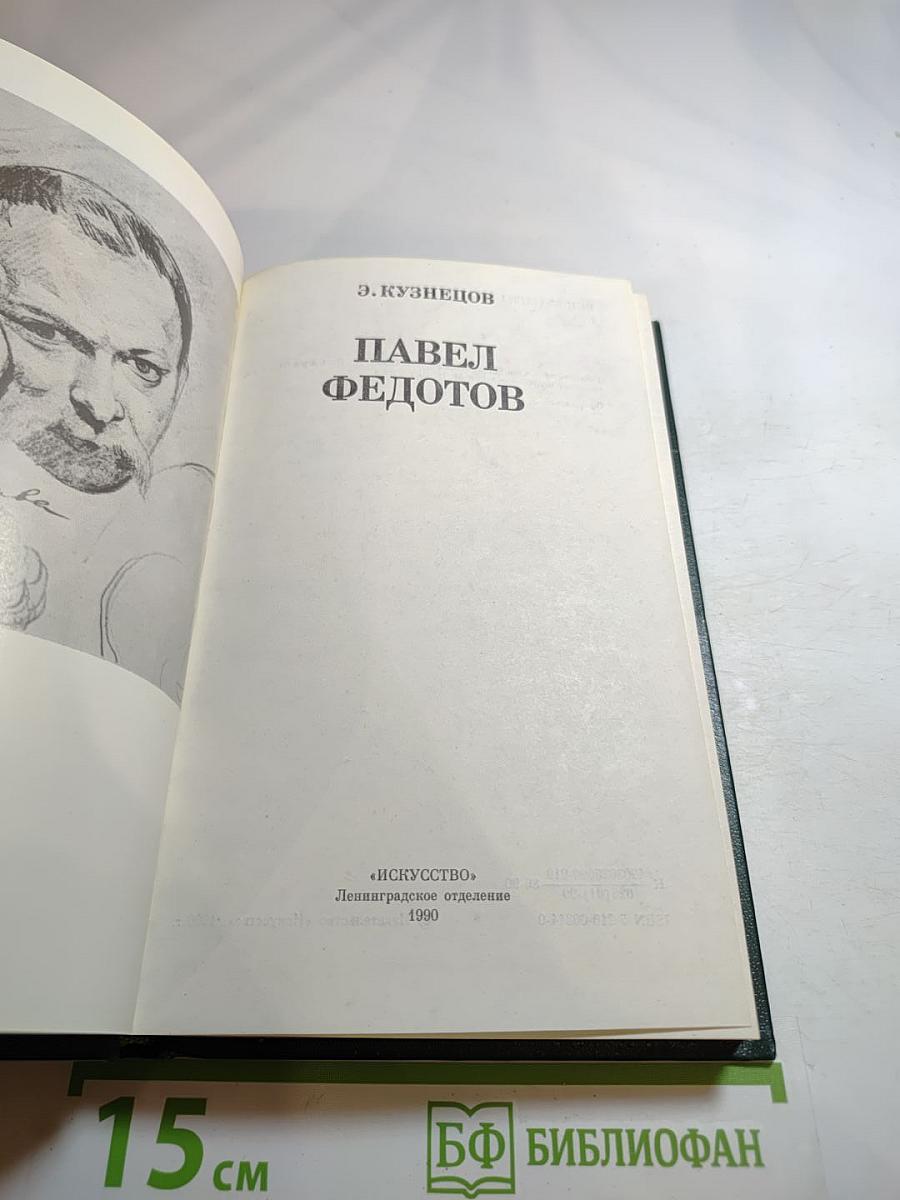 Э. КУЗНЕЦОВ
ПАВЕЛ
ФЕДОТОВ
«ИСКУССТВО»
Ленинградское отделение
1990
15 см
БФ БИБЛИОФАН